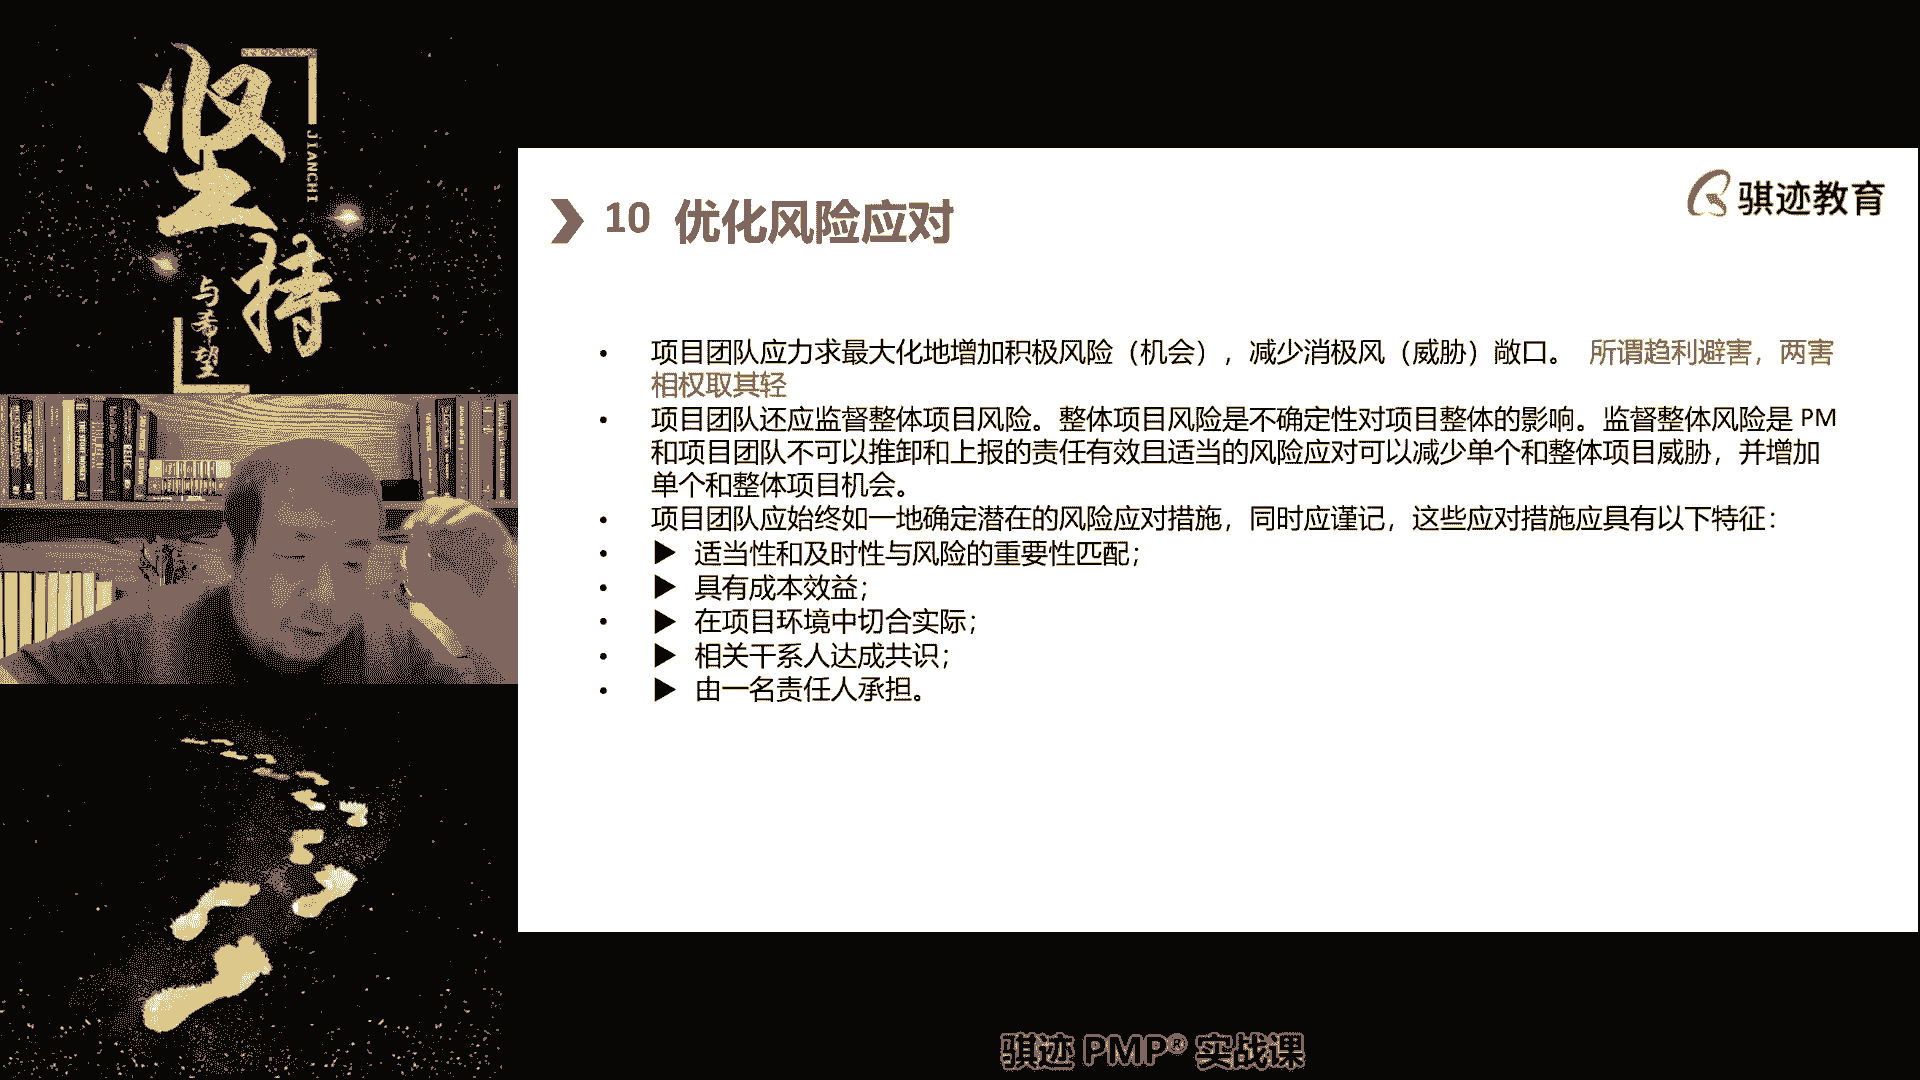 坚持
JIANCHI
与希望
骐迹教育
10 优化风险应对
• 项目团队应力求最大化地增加积极风险（机会），减少消极风（威胁）敞口。 所谓趋利避害，两害
相权取其轻
• 项目团队还应监督整体项目风险。整体项目风险是不确定性对项目整体的影响。监督整体风险是 PM
和项目团队不可以推卸和上报的责任有效且适当的风险应对可以减少单个和整体项目威胁，并增加
单个和整体项目机会。
• 项目团队应始终如一地确定潜在的风险应对措施，同时应谨记，这些应对措施应具有以下特征：
• ▶ 适当性和及时性与风险的重要性匹配；
• ▶ 具有成本效益；
• ▶ 在项目环境中切合实际；
• ▶ 相关干系人达成共识；
• ▶ 由一名责任人承担。
骐迹 PMP® 实战课